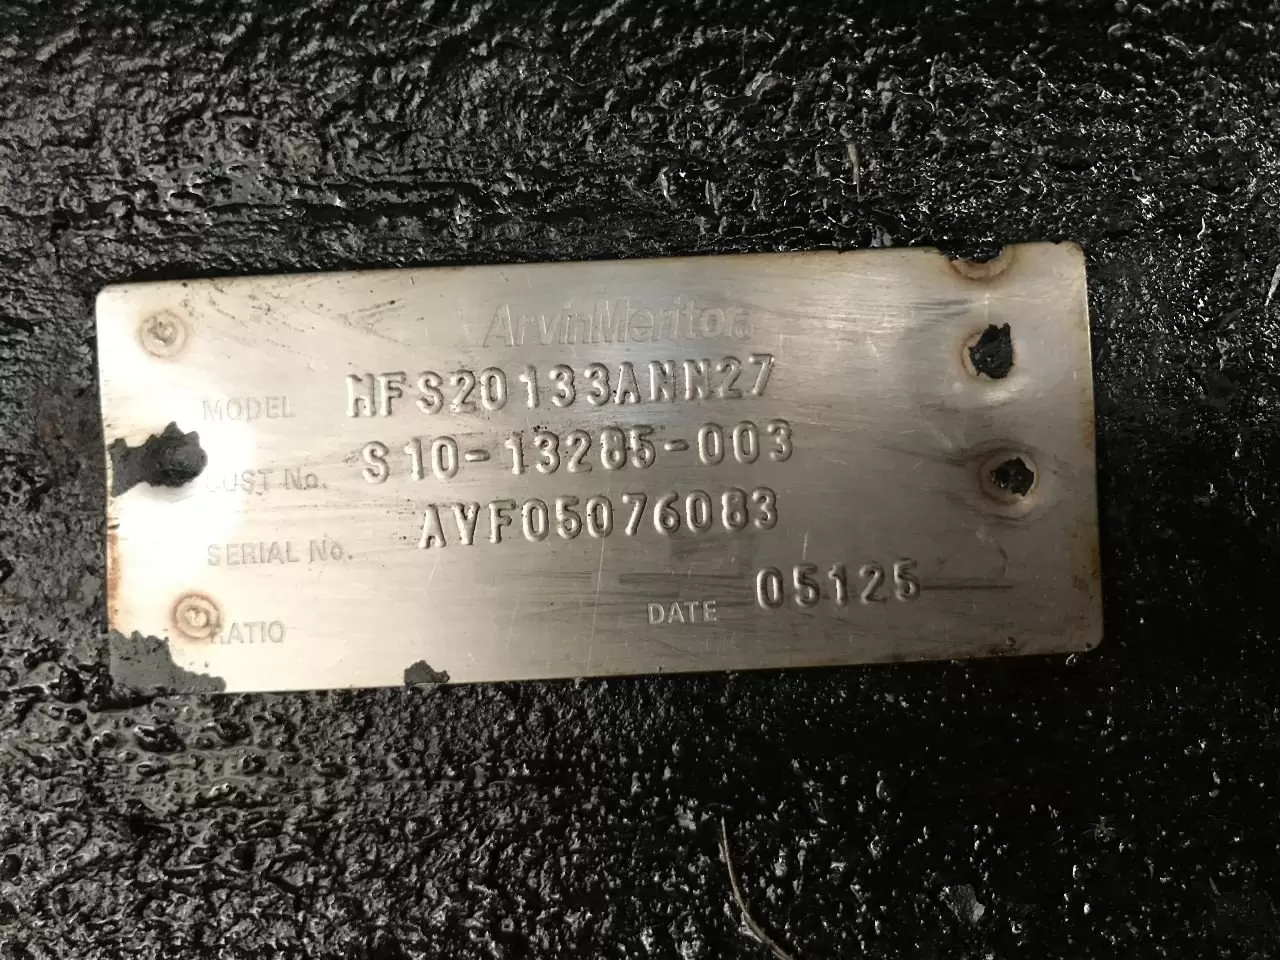 ArvinMeritor
MODEL MFS20133ANN27
CUST No. S10-13285-003
SERIAL No. AVF05076083
DATE 05125
RATIO